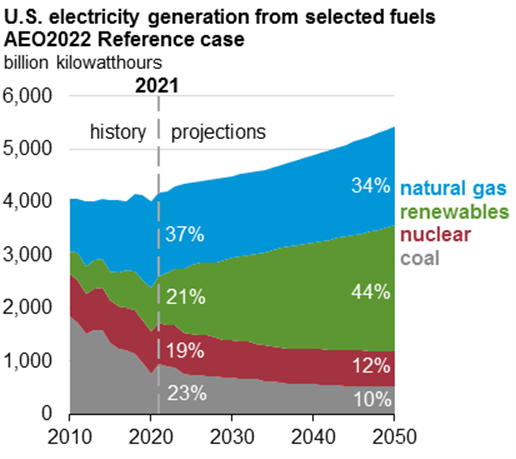 U.S. electricity generation from selected fuels
AEO2022 Reference case
billion kilowatthours
2021
6,000
history
projections
5,000
34%
natural gas
4,000
renewables
37%
nuclear
coal
3,000
21%
44%
2,000
19%
12%
1,000
23%
10%
0
2010
2020
2030
2040
2050